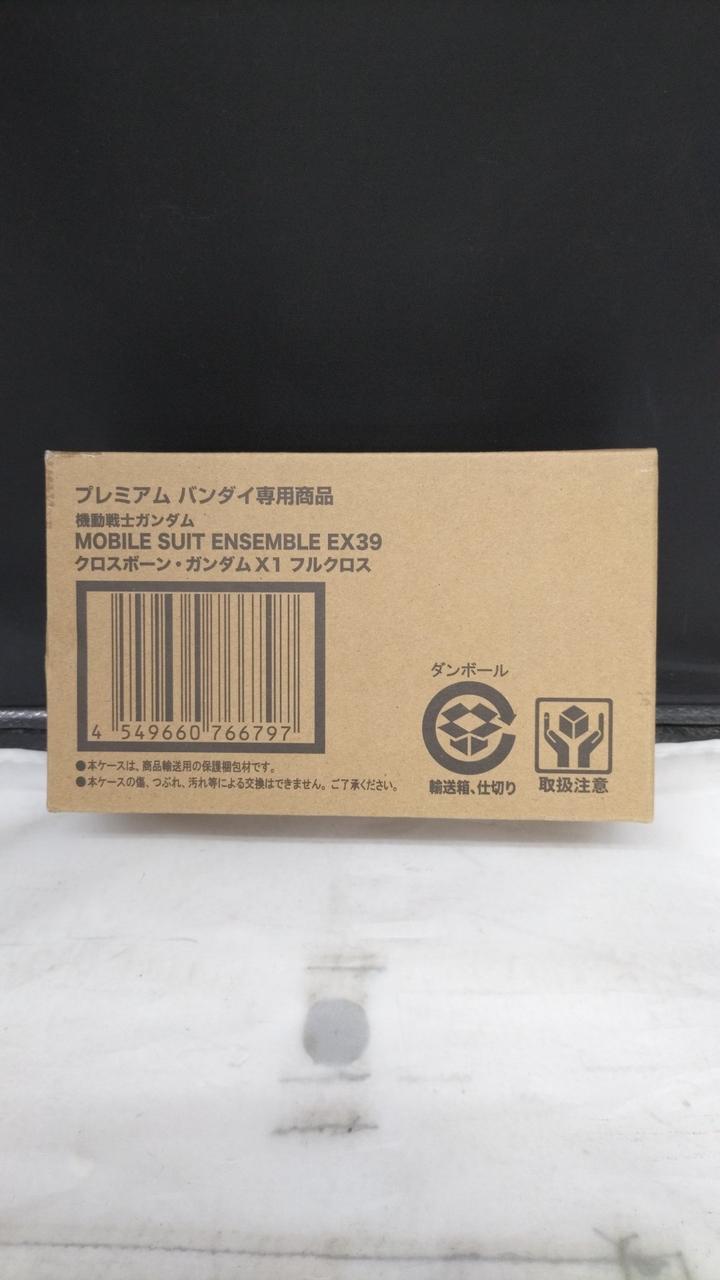 プレミアム バンダイ専用商品
機動戦士ガンダム
MOBILE SUIT ENSEMBLE EX39
クロスボーン・ガンダムX1 フルクロス
4 549660 766797
●本ケースは、商品輸送用の保護梱包材です。
●本ケースの傷、つぶれ、汚れ等による交換はできません。ご了承ください。
ダンボール
輸送箱、仕切り
取扱注意